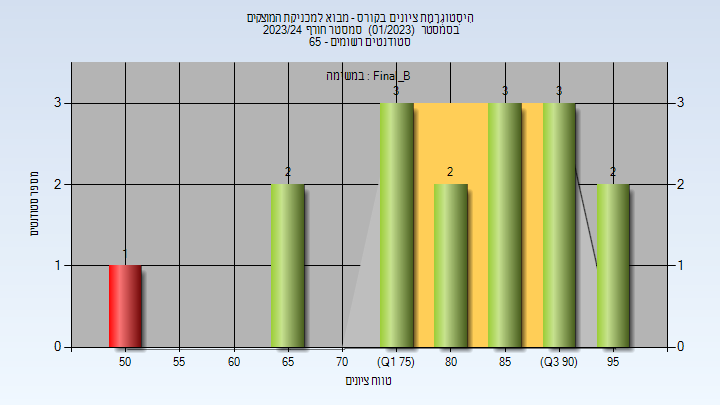 היסטוגרמת ציונים בקורס - מבוא למכניקת המוצקים
בסמסטר (01/2023) סמסטר חורף 2023/24
סטודנטים רשומים - 65
במשימה : Final_B
3 3 3 3 3
2 2 2 2 2
1 1 1
0 0
מספר סטודנטים
50 55 60 65 70 (Q1 75) 80 85 (Q3 90) 95
טווח ציונים